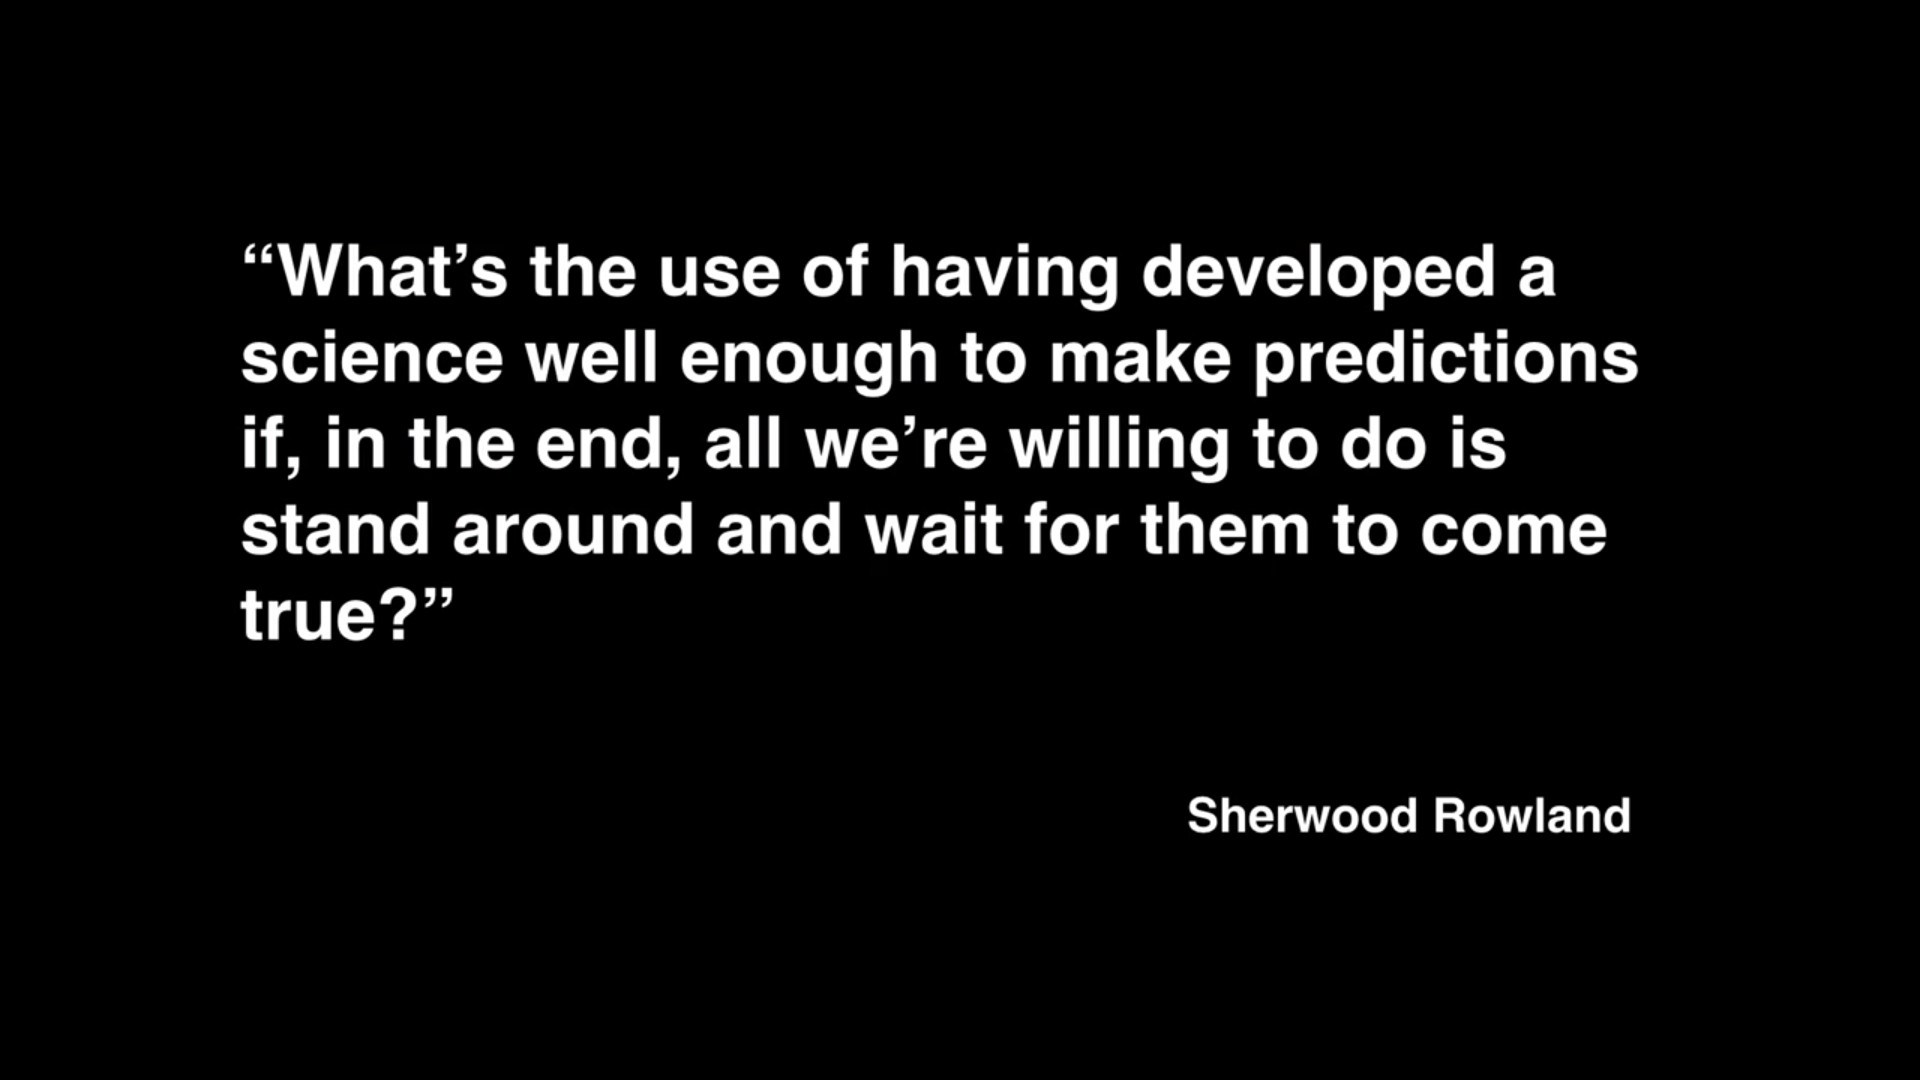 “What’s the use of having developed a
science well enough to make predictions
if, in the end, all we’re willing to do is
stand around and wait for them to come
true?”
Sherwood Rowland